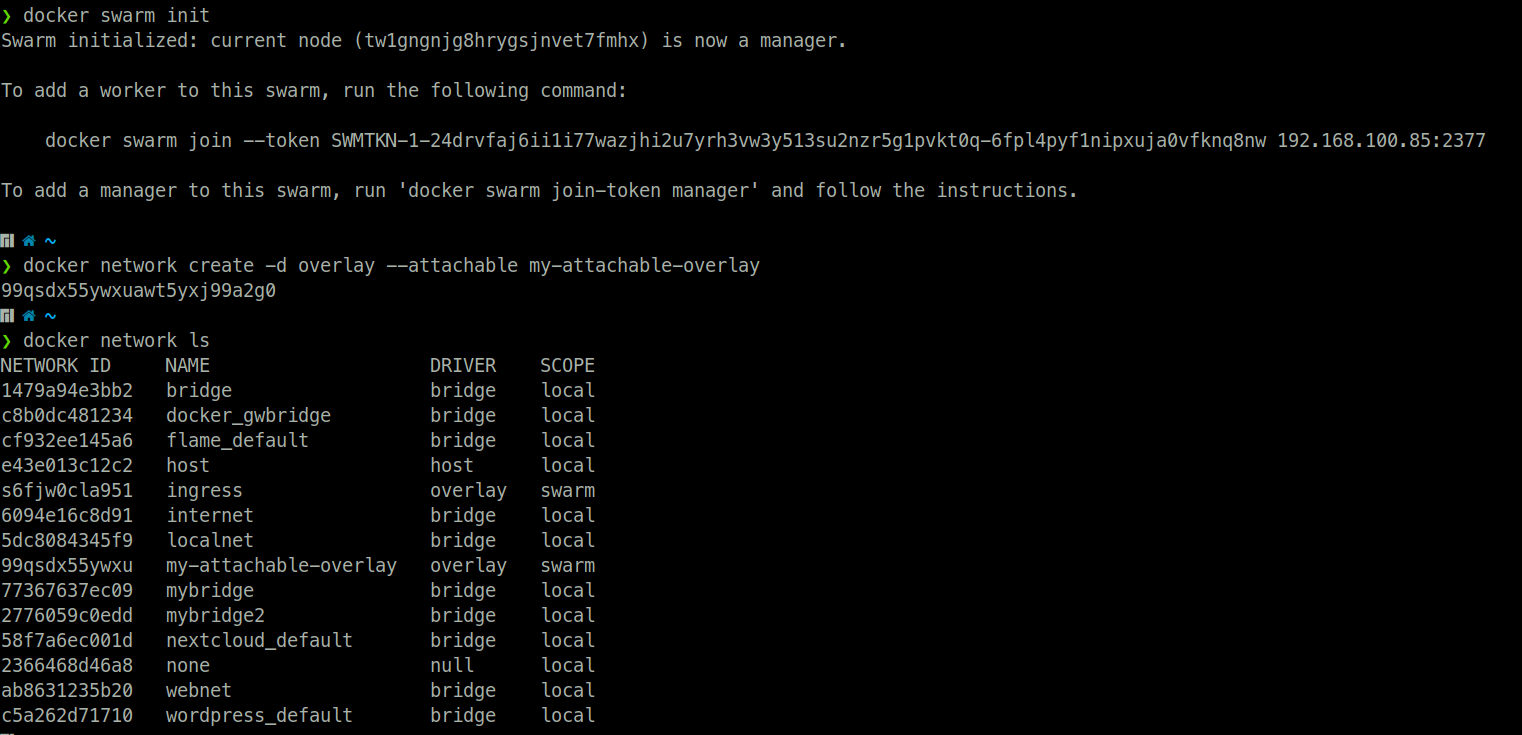 ❯ docker swarm init
Swarm initialized: current node (tw1gngnjg8hrygsjnvet7fmhx) is now a manager.
To add a worker to this swarm, run the following command:
docker swarm join --token SWMTKN-1-24drvfaj6ii1i77wazjhi2u7yrh3vw3y513su2nzr5g1pvkt0q-6fpl4pyf1nipxuja0vfknq8nw 192.168.100.85:2377
To add a manager to this swarm, run 'docker swarm join-token manager' and follow the instructions.
~
❯ docker network create -d overlay --attachable my-attachable-overlay
99qsdx55ywxuawt5yxj99a2g0
~
❯ docker network ls
NETWORK ID NAME DRIVER SCOPE
1479a94e3bb2 bridge bridge local
c8b0dc481234 docker_gwbridge bridge local
cf932ee145a6 flame_default bridge local
e43e013c12c2 host host local
s6fjw0cla951 ingress overlay swarm
6094e16c8d91 internet bridge local
5dc8084345f9 localnet bridge local
99qsdx55ywxu my-attachable-overlay overlay swarm
77367637ec09 mybridge bridge local
2776059c0edd mybridge2 bridge local
58f7a6ec001d nextcloud_default bridge local
2366468d46a8 none null local
ab8631235b20 webnet bridge local
c5a262d71710 wordpress_default bridge local